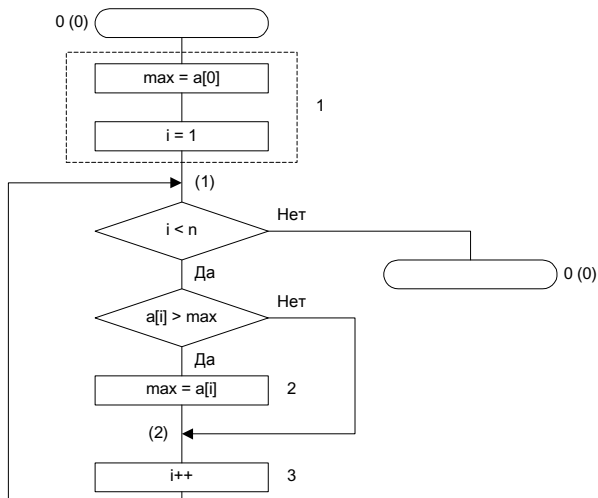 0 (0)
max = a[0]
1
i = 1
(1)
Нет
i < n
Да
0 (0)
Нет
a[i] > max
Да
max = a[i]
2
(2)
i++
3